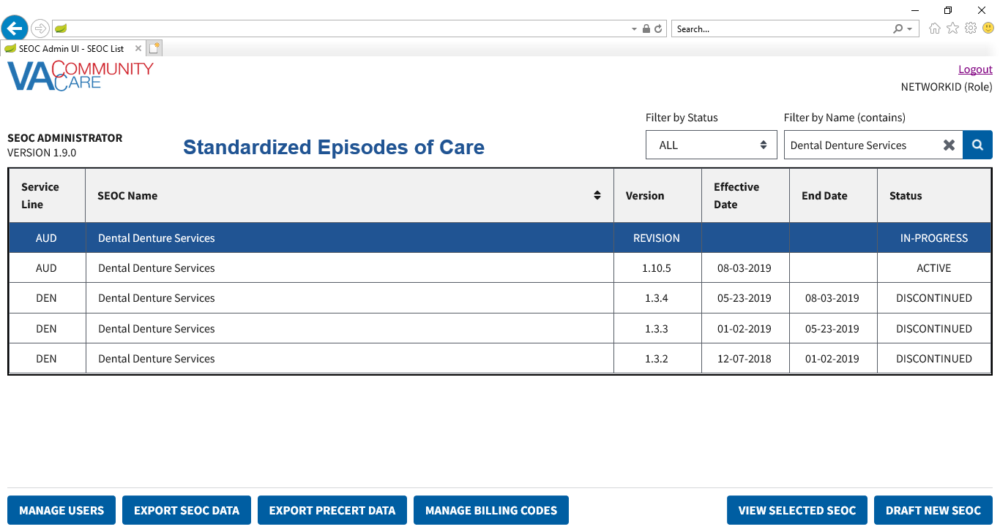 Search...
SEOC Admin UI - SEOC List
VA COMMUNITY CARE
Logout
NETWORKID (Role)
Filter by Status
Filter by Name (contains)
SEOC ADMINISTRATOR
VERSION 1.9.0
Standardized Episodes of Care
ALL
Dental Denture Services
Service Line SEOC Name Version Effective Date End Date Status
AUD Dental Denture Services REVISION IN-PROGRESS
AUD Dental Denture Services 1.10.5 08-03-2019 ACTIVE
DEN Dental Denture Services 1.3.4 05-23-2019 08-03-2019 DISCONTINUED
DEN Dental Denture Services 1.3.3 01-02-2019 05-23-2019 DISCONTINUED
DEN Dental Denture Services 1.3.2 12-07-2018 01-02-2019 DISCONTINUED
MANAGE USERS EXPORT SEOC DATA EXPORT PRECERT DATA MANAGE BILLING CODES VIEW SELECTED SEOC DRAFT NEW SEOC